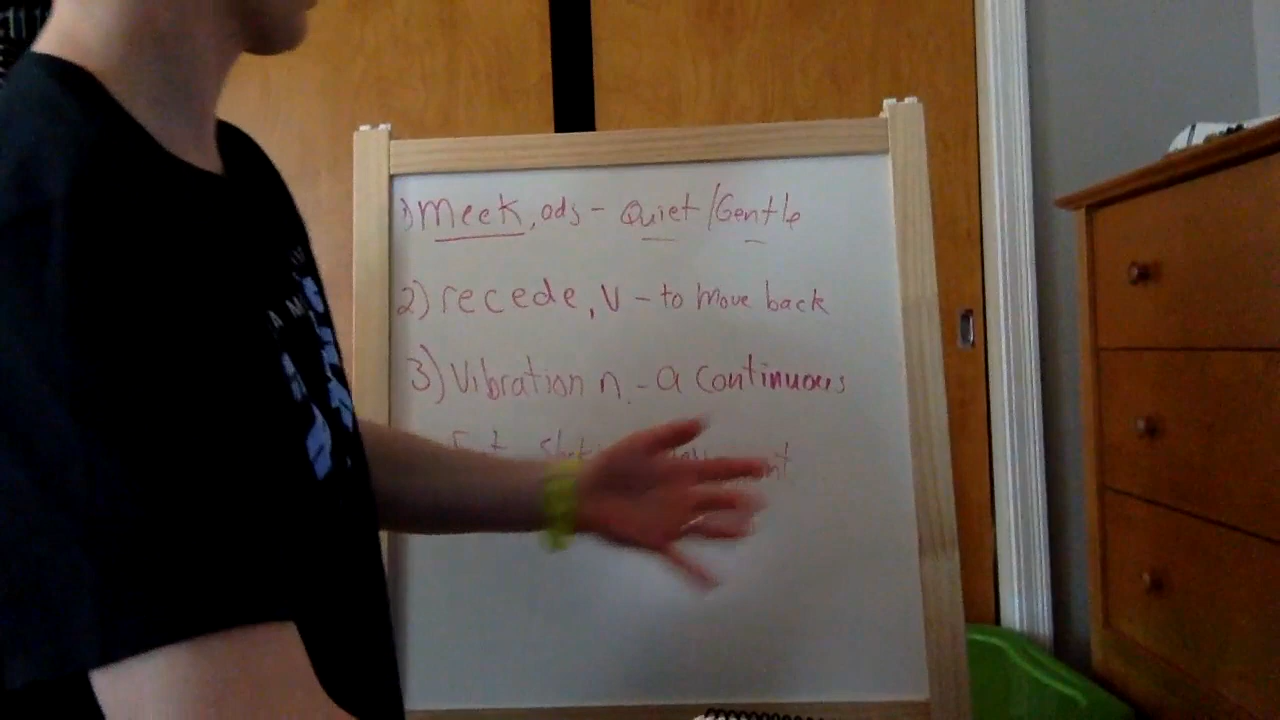 1) Meek, adj - Quiet/Gentle
2) recede, v - to move back
3) Vibration n. - a continuous